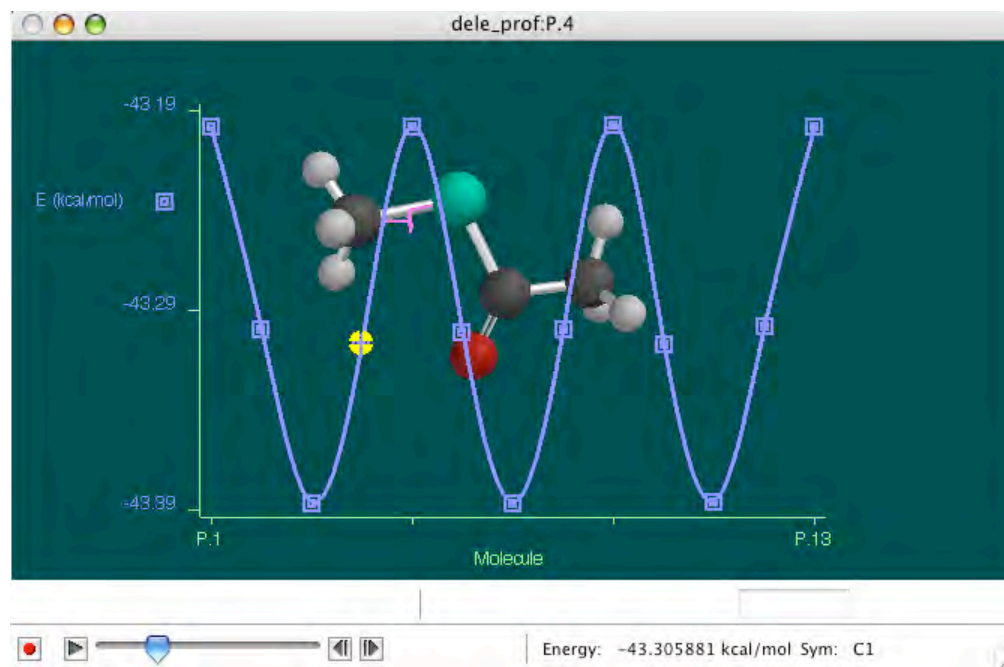 dele_prof:P.4
-43.19
E (kcal/mol)
-43.29
-43.39
P.1
P.13
Molecule
Energy: -43.305881 kcal/mol Sym: C1